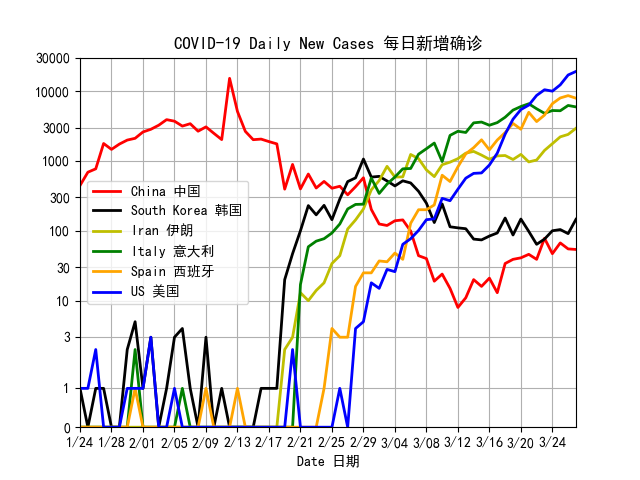 COVID-19 Daily New Cases 每日新增确诊
30000
10000
3000
1000
300
100
30
10
3
1
0
China 中国
South Korea 韩国
Iran 伊朗
Italy 意大利
Spain 西班牙
US 美国
1/24 1/28 2/01 2/05 2/09 2/13 2/17 2/21 2/25 2/29 3/04 3/08 3/12 3/16 3/20 3/24
Date 日期